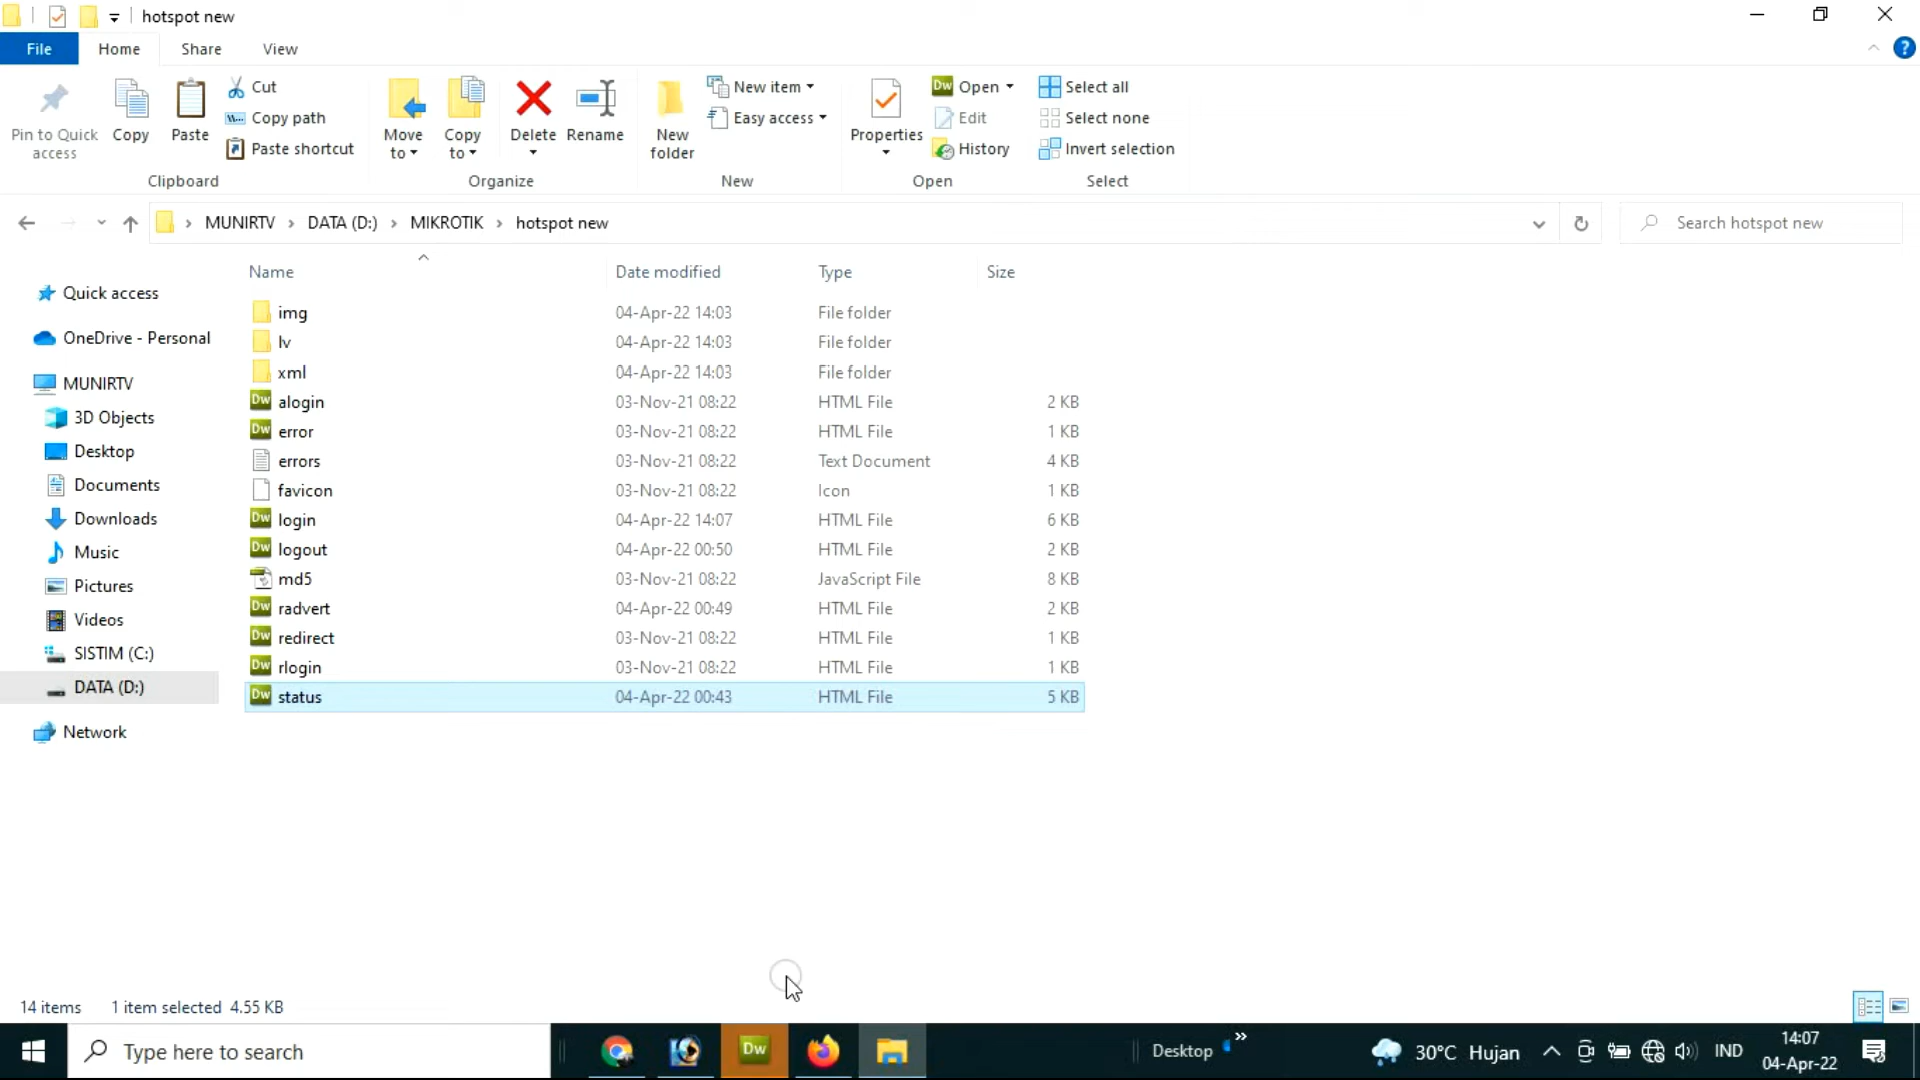 hotspot new
File Home Share View
Pin to Quick access
Copy
Paste
Cut
Copy path
Paste shortcut
Clipboard
Move to
Copy to
Delete
Rename
Organize
New folder
New item
Easy access
New
Properties
Open
Edit
History
Open
Select all
Select none
Invert selection
Select
MUNIRTV › DATA (D:) › MIKROTIK › hotspot new
Search hotspot new
Quick access
OneDrive - Personal
MUNIRTV
3D Objects
Desktop
Documents
Downloads
Music
Pictures
Videos
SISTIM (C:)
DATA (D:)
Network
Name Date modified Type Size
img 04-Apr-22 14:03 File folder
lv 04-Apr-22 14:03 File folder
xml 04-Apr-22 14:03 File folder
Dw alogin 03-Nov-21 08:22 HTML File 2 KB
Dw error 03-Nov-21 08:22 HTML File 1 KB
errors 03-Nov-21 08:22 Text Document 4 KB
favicon 03-Nov-21 08:22 Icon 1 KB
Dw login 04-Apr-22 14:07 HTML File 6 KB
Dw logout 04-Apr-22 00:50 HTML File 2 KB
md5 03-Nov-21 08:22 JavaScript File 8 KB
Dw radvert 04-Apr-22 00:49 HTML File 2 KB
Dw redirect 03-Nov-21 08:22 HTML File 1 KB
Dw rlogin 03-Nov-21 08:22 HTML File 1 KB
Dw status 04-Apr-22 00:43 HTML File 5 KB
14 items 1 item selected 4.55 KB
Type here to search
Dw
Desktop
30°C Hujan
IND
14:07
04-Apr-22